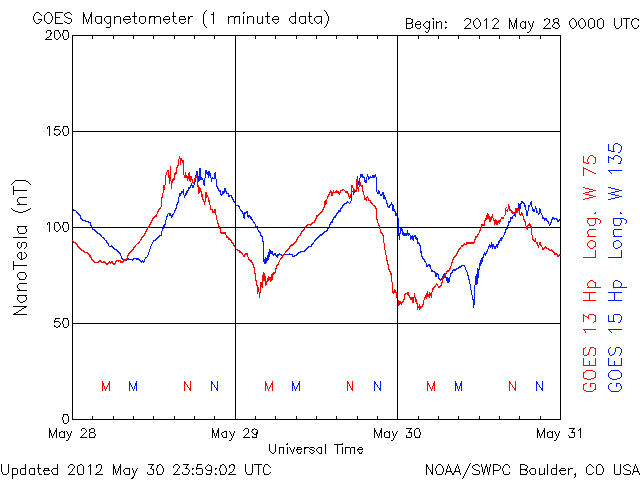 GOES Magnetometer (1 minute data)
Begin: 2012 May 28 0000 UTC
200
150
100
50
0
NanoTesla (nT)
M M N N M M N N M M N N
May 28 May 29 May 30 May 31
Universal Time
GOES 13 Hp Long. W 75
GOES 15 Hp Long. W 135
Updated 2012 May 30 23:59:02 UTC
NOAA/SWPC Boulder, CO USA